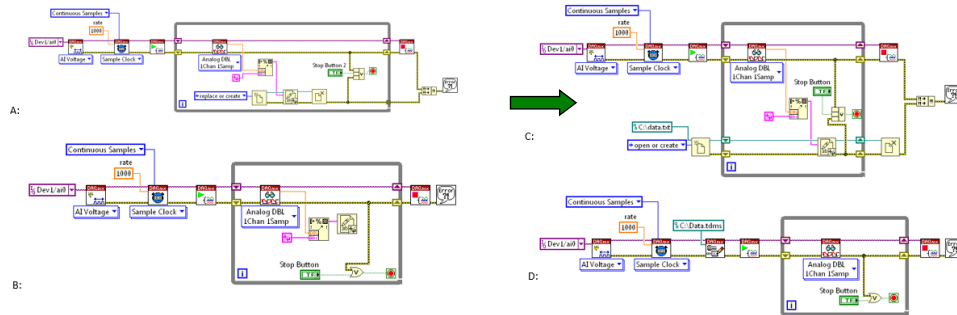 Continuous Samples
rate
1000
Dev1/ai0
AI Voltage
Sample Clock
Analog DBL
1Chan 1Samp
Stop Button 2
replace or create
i
A:
Continuous Samples
rate
1000
Dev1/ai0
AI Voltage
Sample Clock
Analog DBL
1Chan 1Samp
Stop Button
i
B:
Continuous Samples
rate
1000
Dev1/ai0
AI Voltage
Sample Clock
Analog DBL
1Chan 1Samp
Stop Button
C:\data.txt
open or create
i
C:
Continuous Samples
rate
1000
C:\Data.tdms
Dev1/ai0
AI Voltage
Sample Clock
Analog DBL
1Chan 1Samp
Stop Button
i
D: